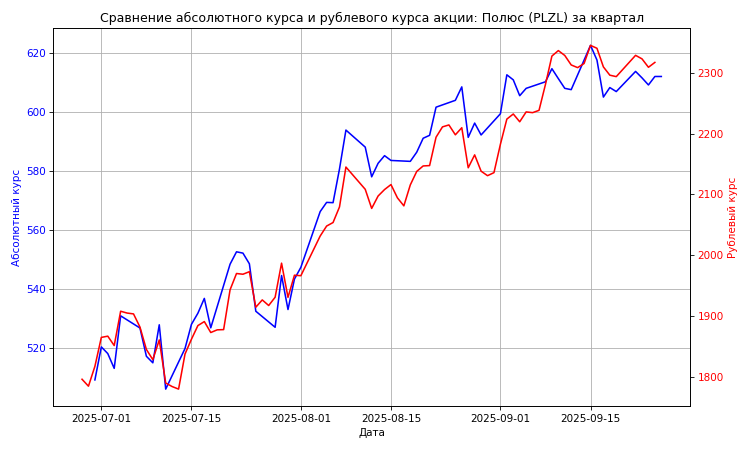 Сравнение абсолютного курса и рублевого курса акции: Полюс (PLZL) за квартал
Абсолютный курс
620
600
580
560
540
520
2300
2200
2100
2000
1900
1800
Рублевый курс
2025-07-01 2025-07-15 2025-08-01 2025-08-15 2025-09-01 2025-09-15
Дата